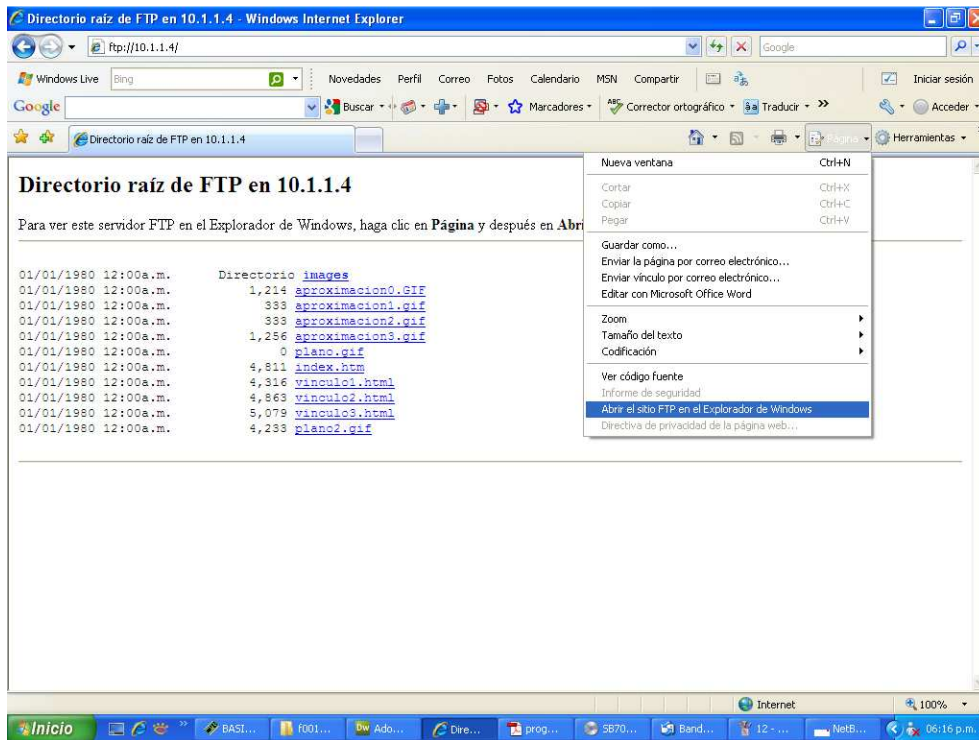 Directorio raíz de FTP en 10.1.1.4 - Windows Internet Explorer
ftp://10.1.1.4/
Google
Windows Live
Bing
Novedades Perfil Correo Fotos Calendario MSN Compartir
Iniciar sesión
Google
Buscar
Marcadores
Corrector ortográfico
Traducir
Acceder
Directorio raíz de FTP en 10.1.1.4
Página
Herramientas
Directorio raíz de FTP en 10.1.1.4
Para ver este servidor FTP en el Explorador de Windows, haga clic en Página y después en Abri
01/01/1980 12:00a.m. Directorio images
01/01/1980 12:00a.m. 1,214 aproximacion0.GIF
01/01/1980 12:00a.m. 333 aproximacion1.gif
01/01/1980 12:00a.m. 333 aproximacion2.gif
01/01/1980 12:00a.m. 1,256 aproximacion3.gif
01/01/1980 12:00a.m. 0 plano.gif
01/01/1980 12:00a.m. 4,811 index.htm
01/01/1980 12:00a.m. 4,316 vinculo1.html
01/01/1980 12:00a.m. 4,863 vinculo2.html
01/01/1980 12:00a.m. 5,079 vinculo3.html
01/01/1980 12:00a.m. 4,233 plano2.gif
Nueva ventana Ctrl+N
Cortar Ctrl+X
Copiar Ctrl+C
Pegar Ctrl+V
Guardar como...
Enviar la página por correo electrónico...
Enviar vínculo por correo electrónico...
Editar con Microsoft Office Word
Zoom
Tamaño del texto
Codificación
Ver código fuente
Informe de seguridad
Abrir el sitio FTP en el Explorador de Windows
Directiva de privacidad de la página web...
Internet
100%
Inicio
BASI...
f001...
Ado...
Dire...
prog...
SB70...
Band...
12 - ...
NetB...
06:16 p.m.